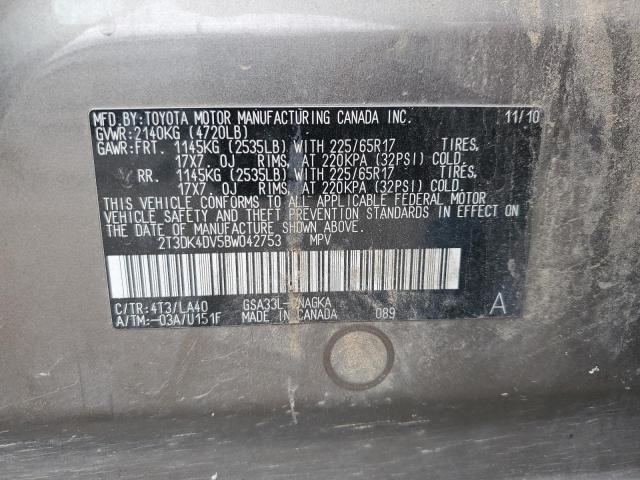 MFD.BY:TOYOTA MOTOR MANUFACTURING CANADA INC. 11/10
GVWR:2140KG (4720LB)
GAWR:FRT. 1145KG (2535LB) WITH 225/65R17 TIRES,
17X7.0J RIMS, AT 220KPA (32PSI) COLD.
RR. 1145KG (2535LB) WITH 225/65R17 TIRES,
17X7.0J RIMS, AT 220KPA (32PSI) COLD.
THIS VEHICLE CONFORMS TO ALL APPLICABLE FEDERAL MOTOR
VEHICLE SAFETY AND THEFT PREVENTION STANDARDS IN EFFECT ON
THE DATE OF MANUFACTURE SHOWN ABOVE.
2T3DK4DV5BW042753 MPV
C/TR:4T3/LA40 GSA33L- NAGKA A
A/TM:-03A/U151F MADE IN CANADA 089